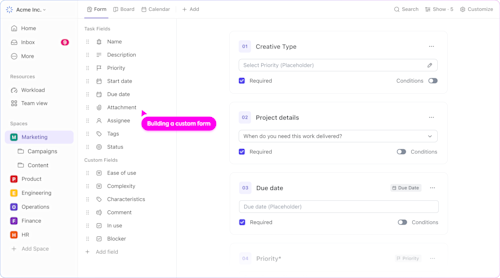 Acme Inc.
Form
Board
Calendar
Add
Search
Show · 5
Customize
Home
Inbox
More
Resources
Workload
Team view
Spaces
M Marketing
Campaigns
Content
P Product
E Engineering
O Operations
F Finance
H HR
Add Space
Task Fields
Name
Description
Priority
Start date
Due date
Attachment
Assignee
Tags
Status
Custom Fields
Ease of use
Complexity
Characteristics
Comment
In use
Blocker
Add Field
Building a custom form
01 Creative Type
Select Priority (Placeholder)
Required
Conditions
02 Project details
When do you need this work delivered?
Required
Conditions
03 Due date
Due Date
Due date (Placeholder)
Required
Conditions
04 Priority*
Priority